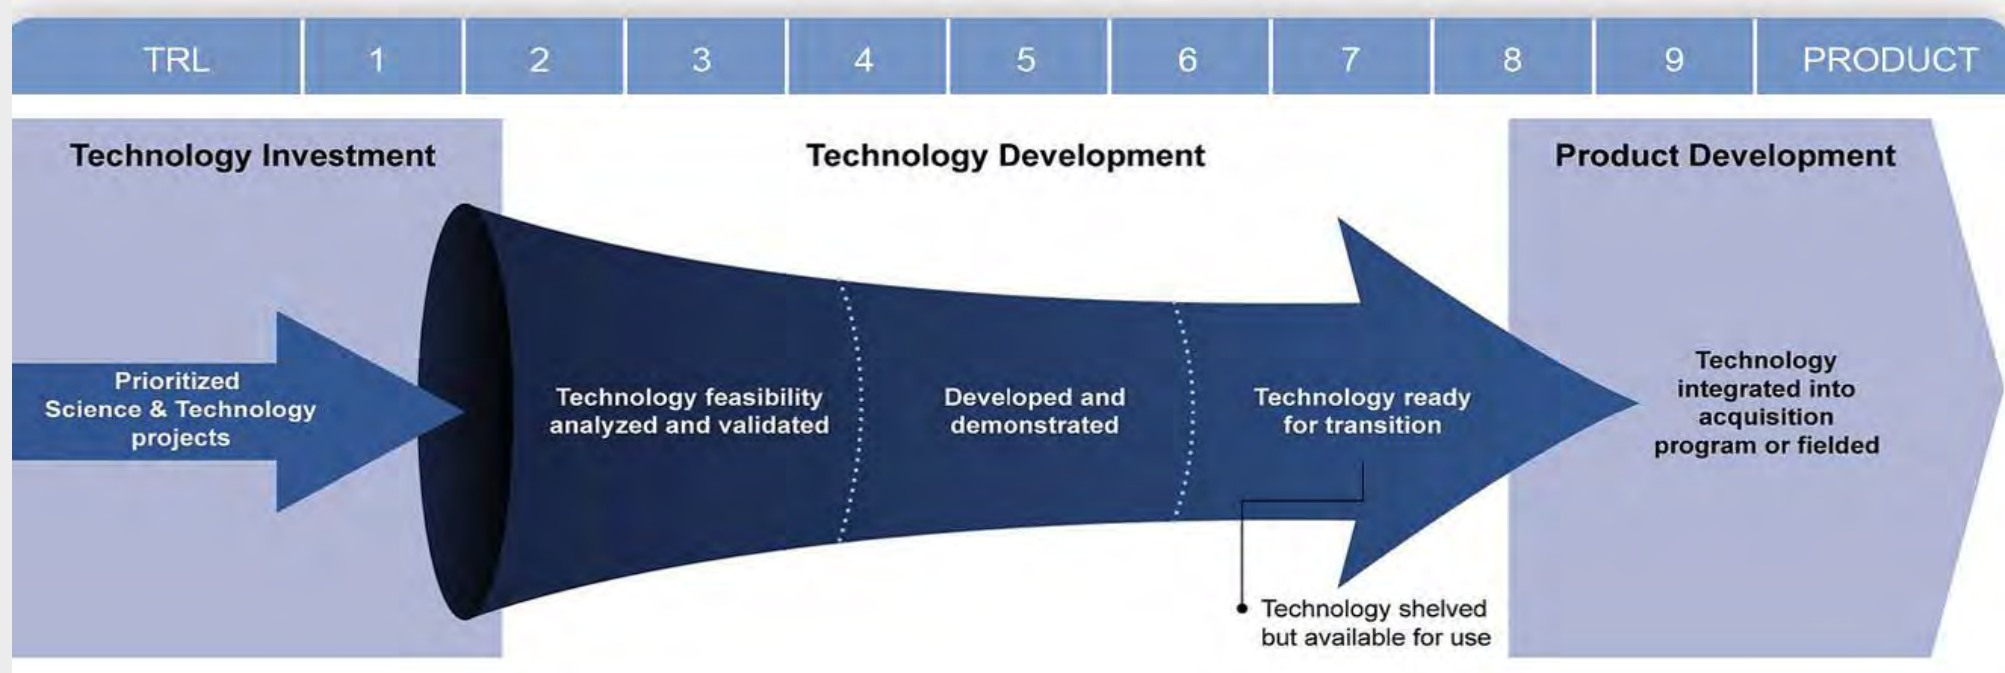 TRL 1 2 3 4 5 6 7 8 9 PRODUCT
Technology Investment
Technology Development
Product Development
Prioritized
Science & Technology
projects
Technology feasibility
analyzed and validated
Developed and
demonstrated
Technology ready
for transition
Technology shelved
but available for use
Technology
integrated into
acquisition
program or fielded